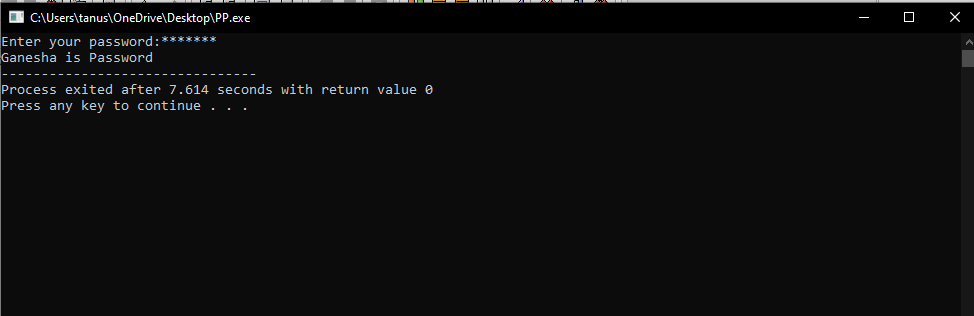 C:\Users\tanus\OneDrive\Desktop\PP.exe
Enter your password:*******
Ganesha is Password
--------------------------------
Process exited after 7.614 seconds with return value 0
Press any key to continue . . .